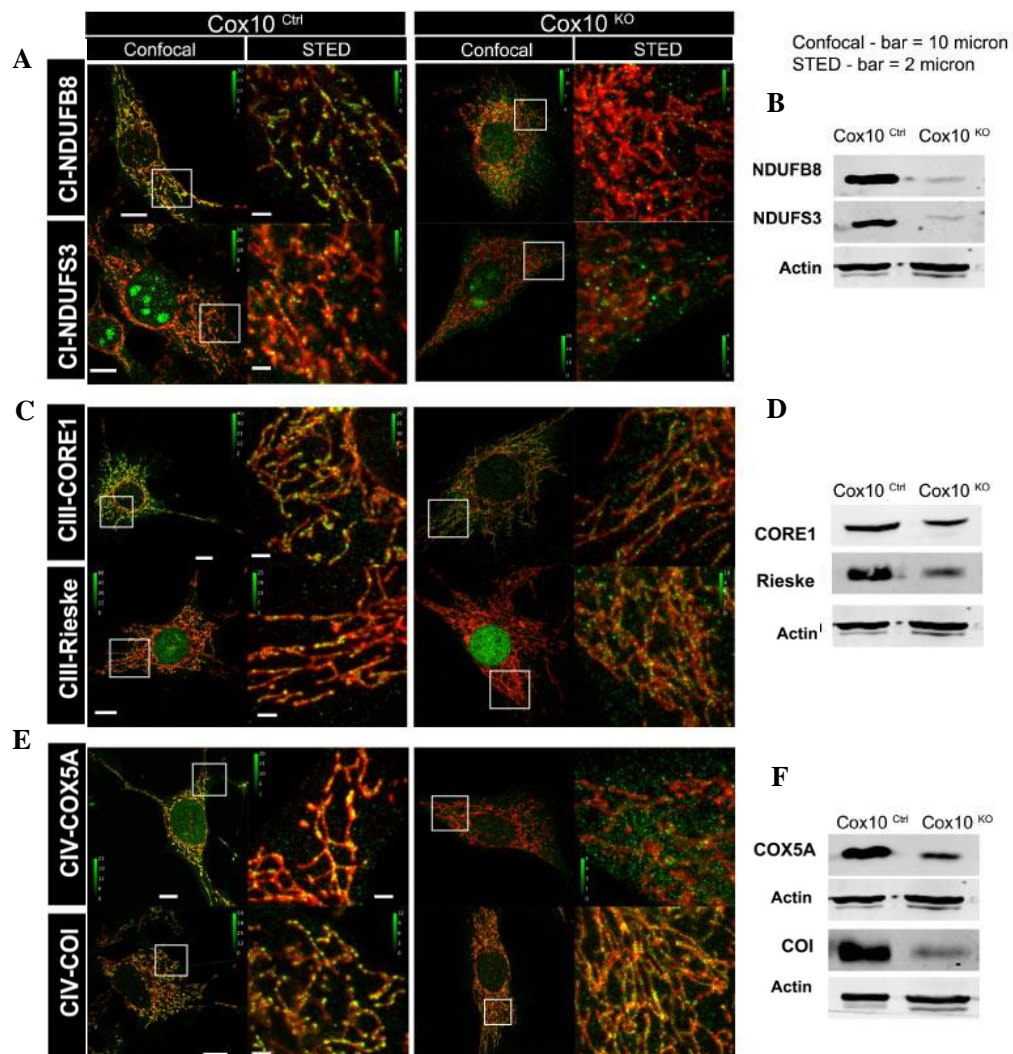 Cox10 Ctrl
Cox10 KO
Confocal
STED
Confocal
STED
Confocal - bar = 10 micron
STED - bar = 2 micron
A
CI-NDUFB8
CI-NDUFS3
B
Cox10 Ctrl Cox10 KO
NDUFB8
NDUFS3
Actin
C
CIII-CORE1
CIII-Rieske
D
Cox10 Ctrl Cox10 KO
CORE1
Rieske
Actin
E
CIV-COX5A
CIV-COI
F
Cox10 Ctrl Cox10 KO
COX5A
Actin
COI
Actin